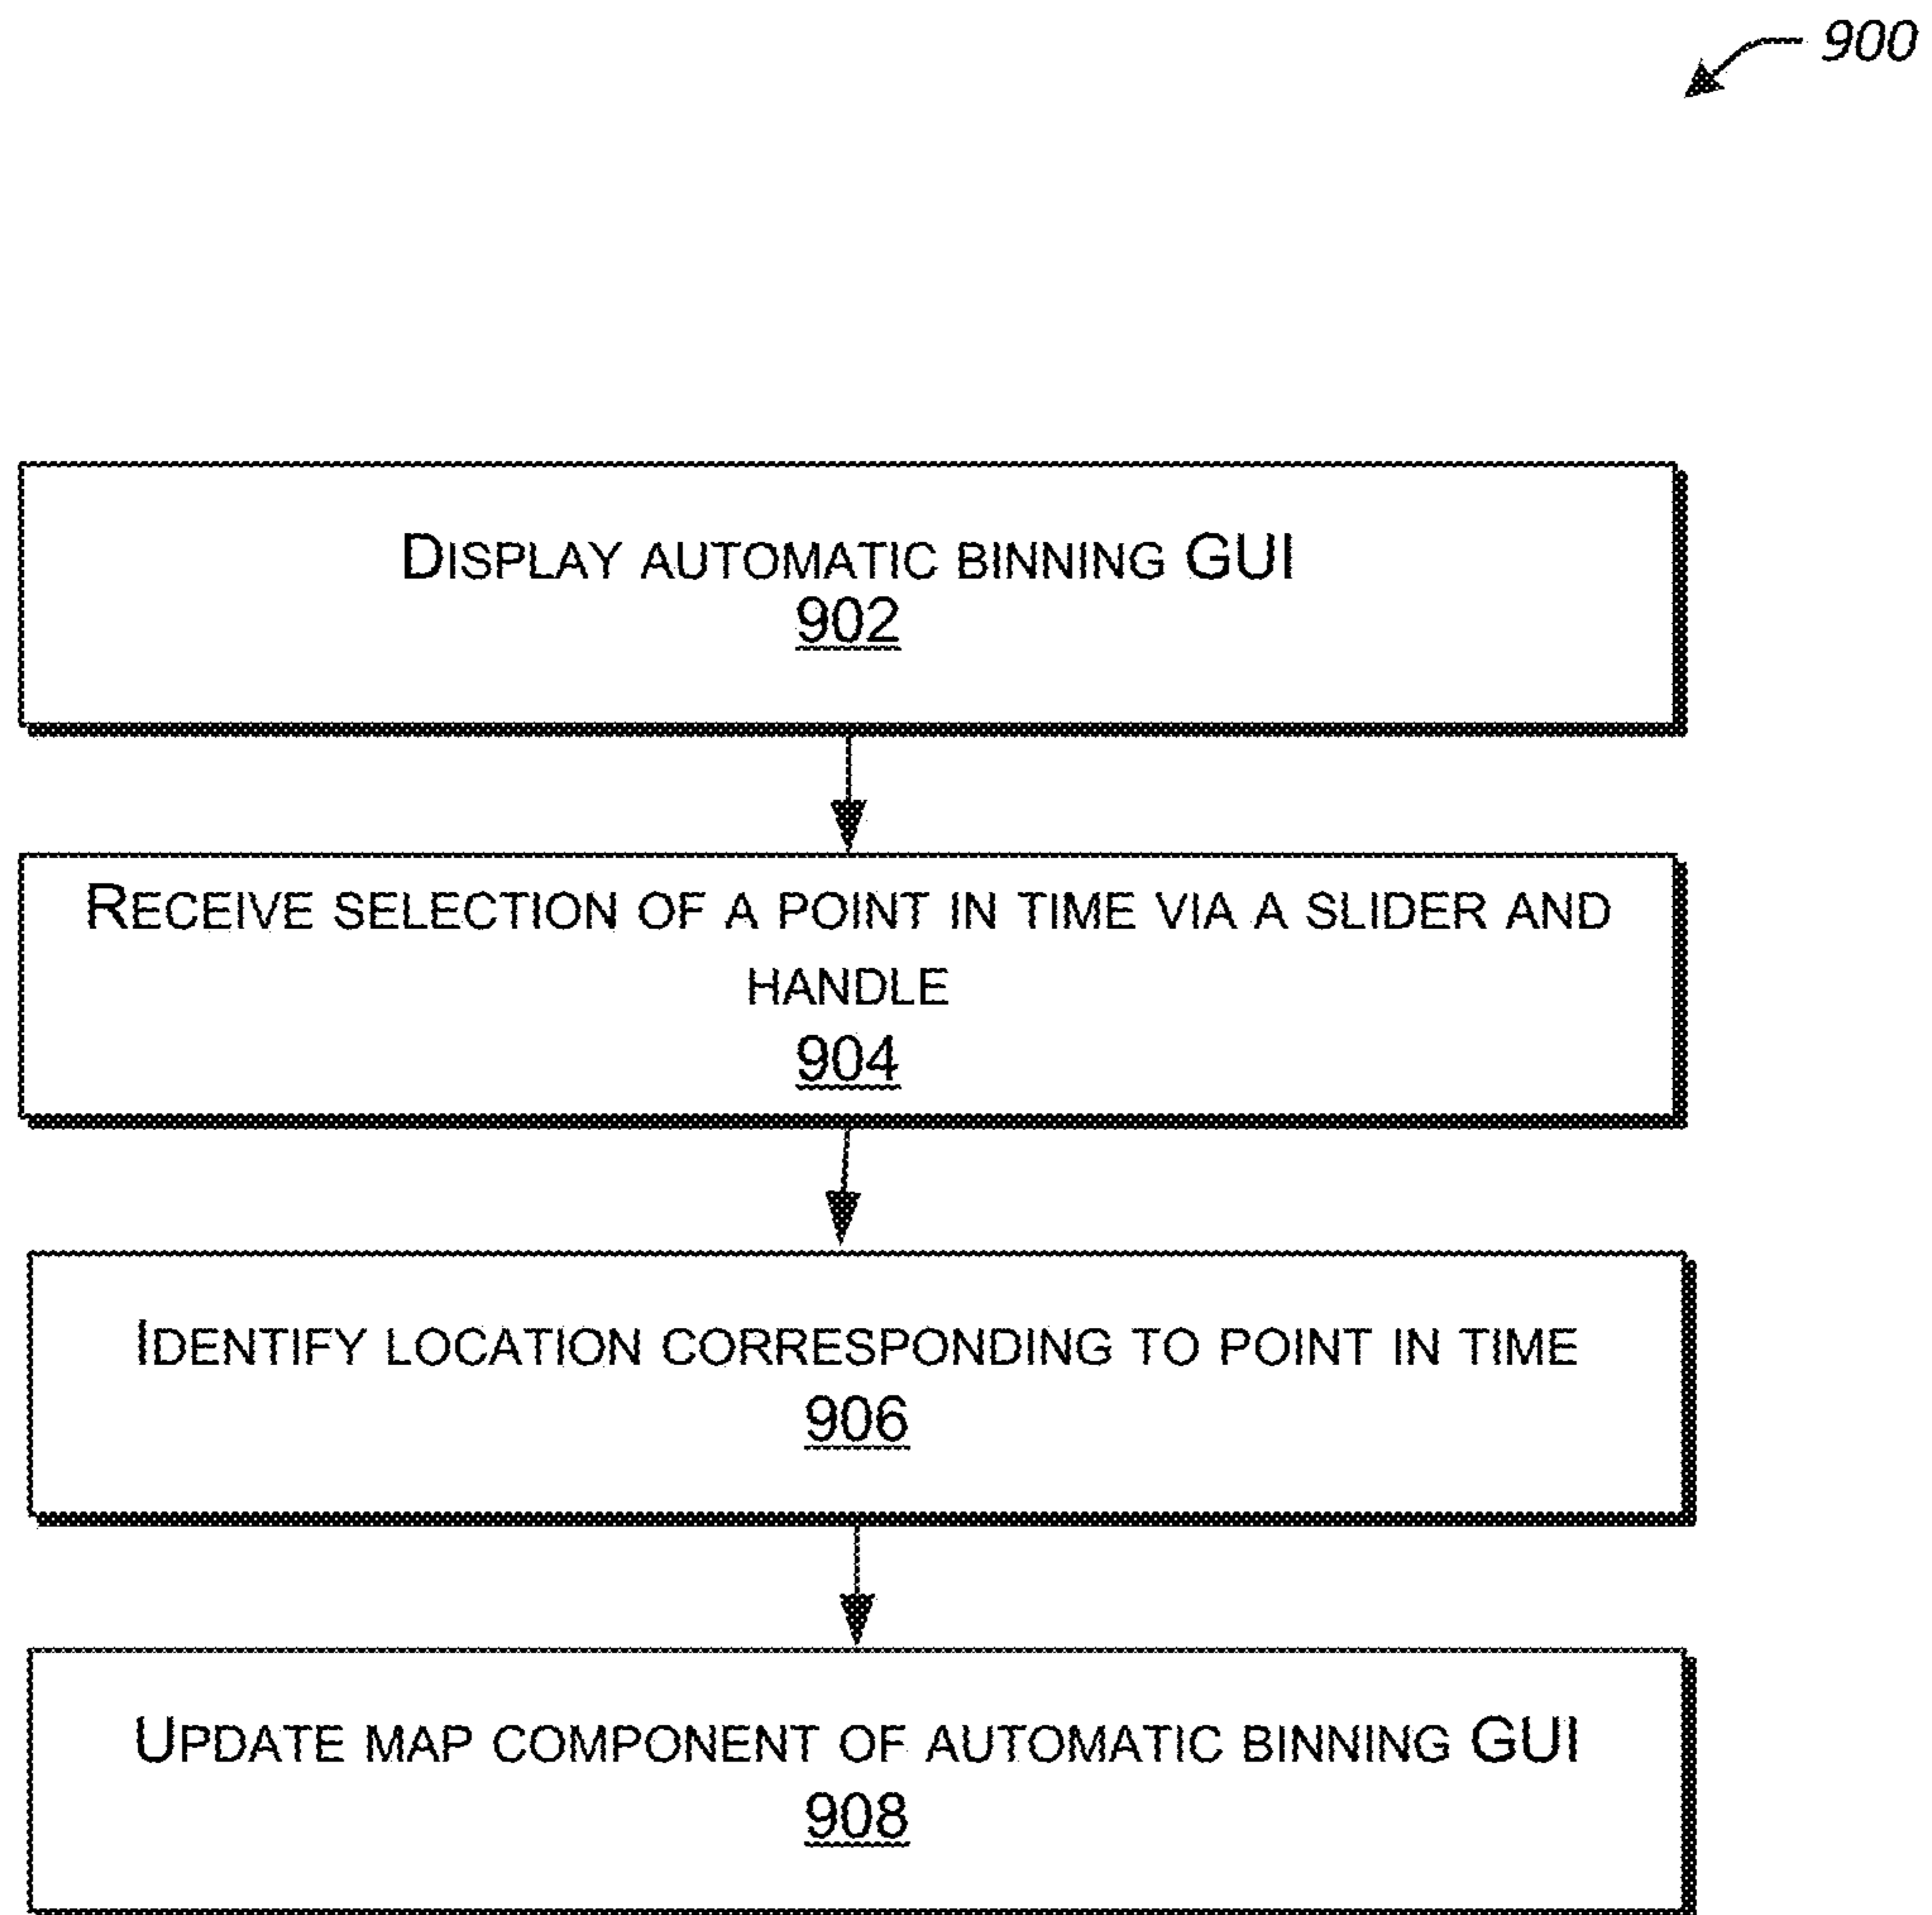 900
DISPLAY AUTOMATIC BINNING GUI
902
RECEIVE SELECTION OF A POINT IN TIME VIA A SLIDER AND
HANDLE
904
IDENTIFY LOCATION CORRESPONDING TO POINT IN TIME
906
UPDATE MAP COMPONENT OF AUTOMATIC BINNING GUI
908